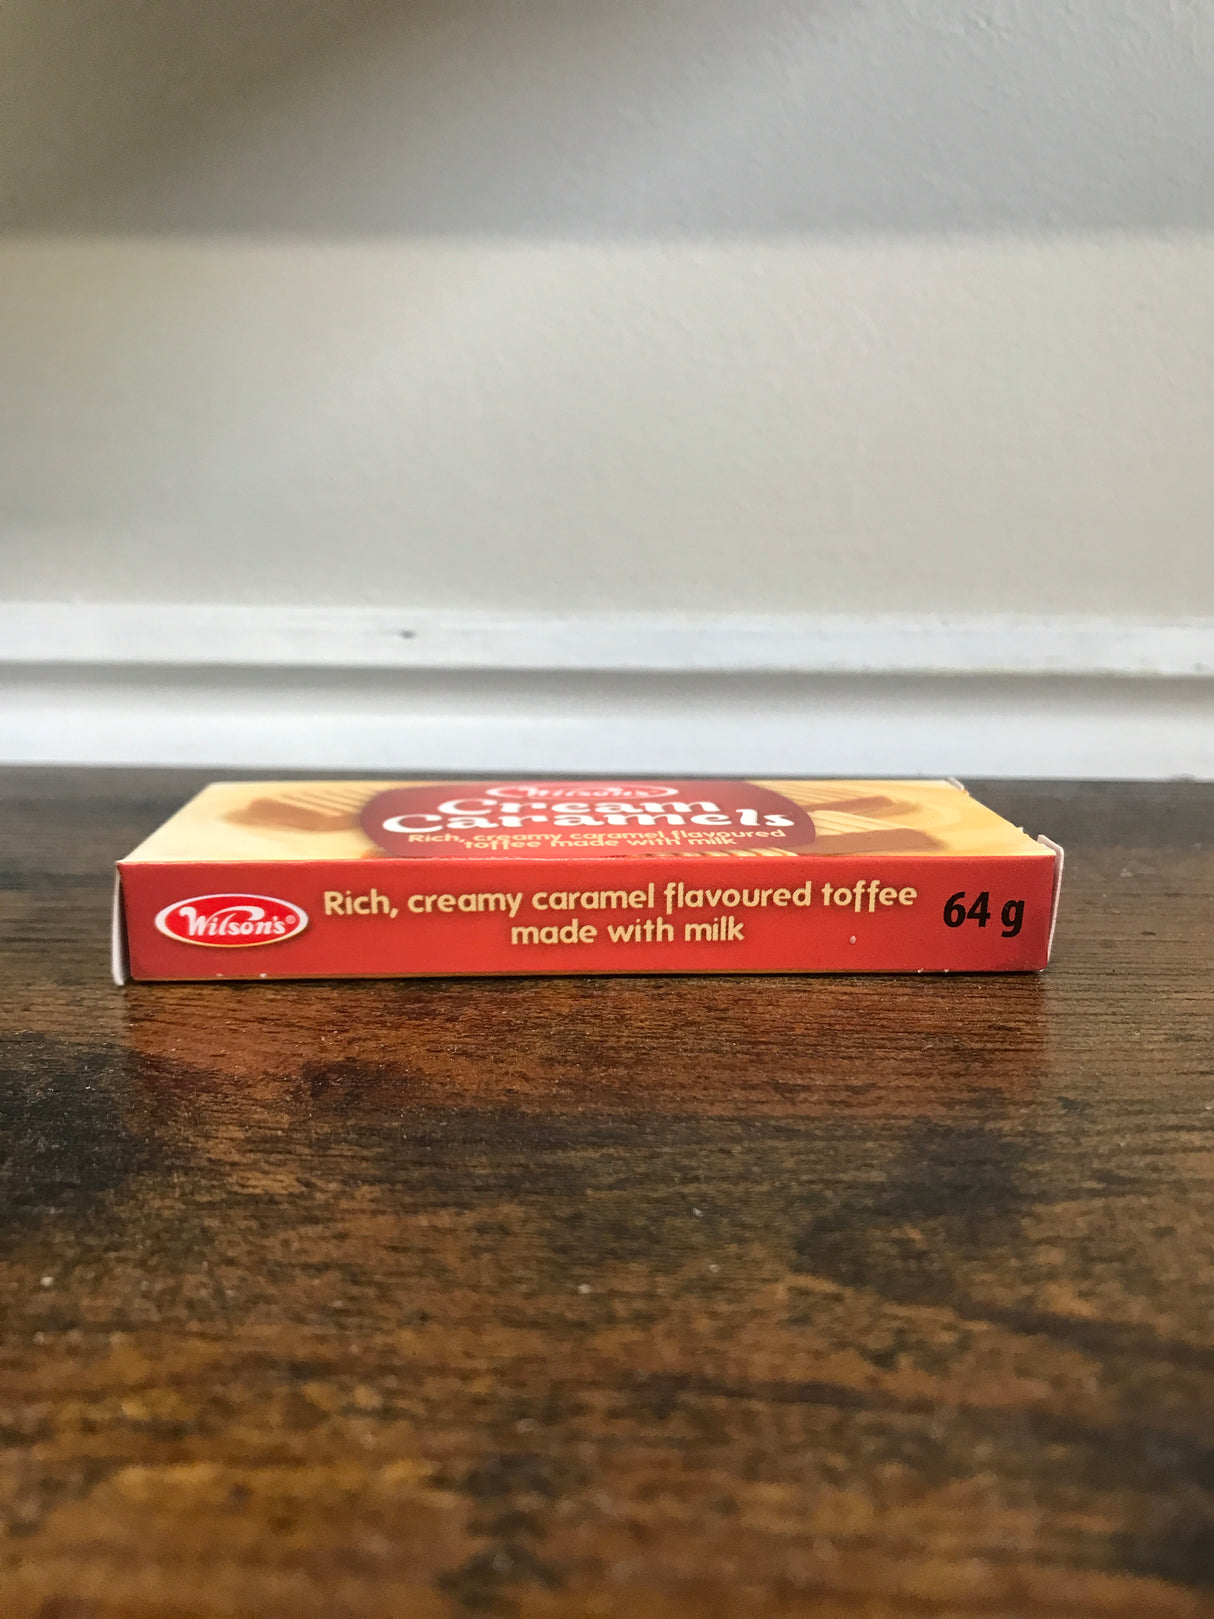 Wilson's
Cream
Caramels
Rich, creamy caramel flavoured
toffee made with milk
Wilson's®
Rich, creamy caramel flavoured toffee
made with milk
64 g